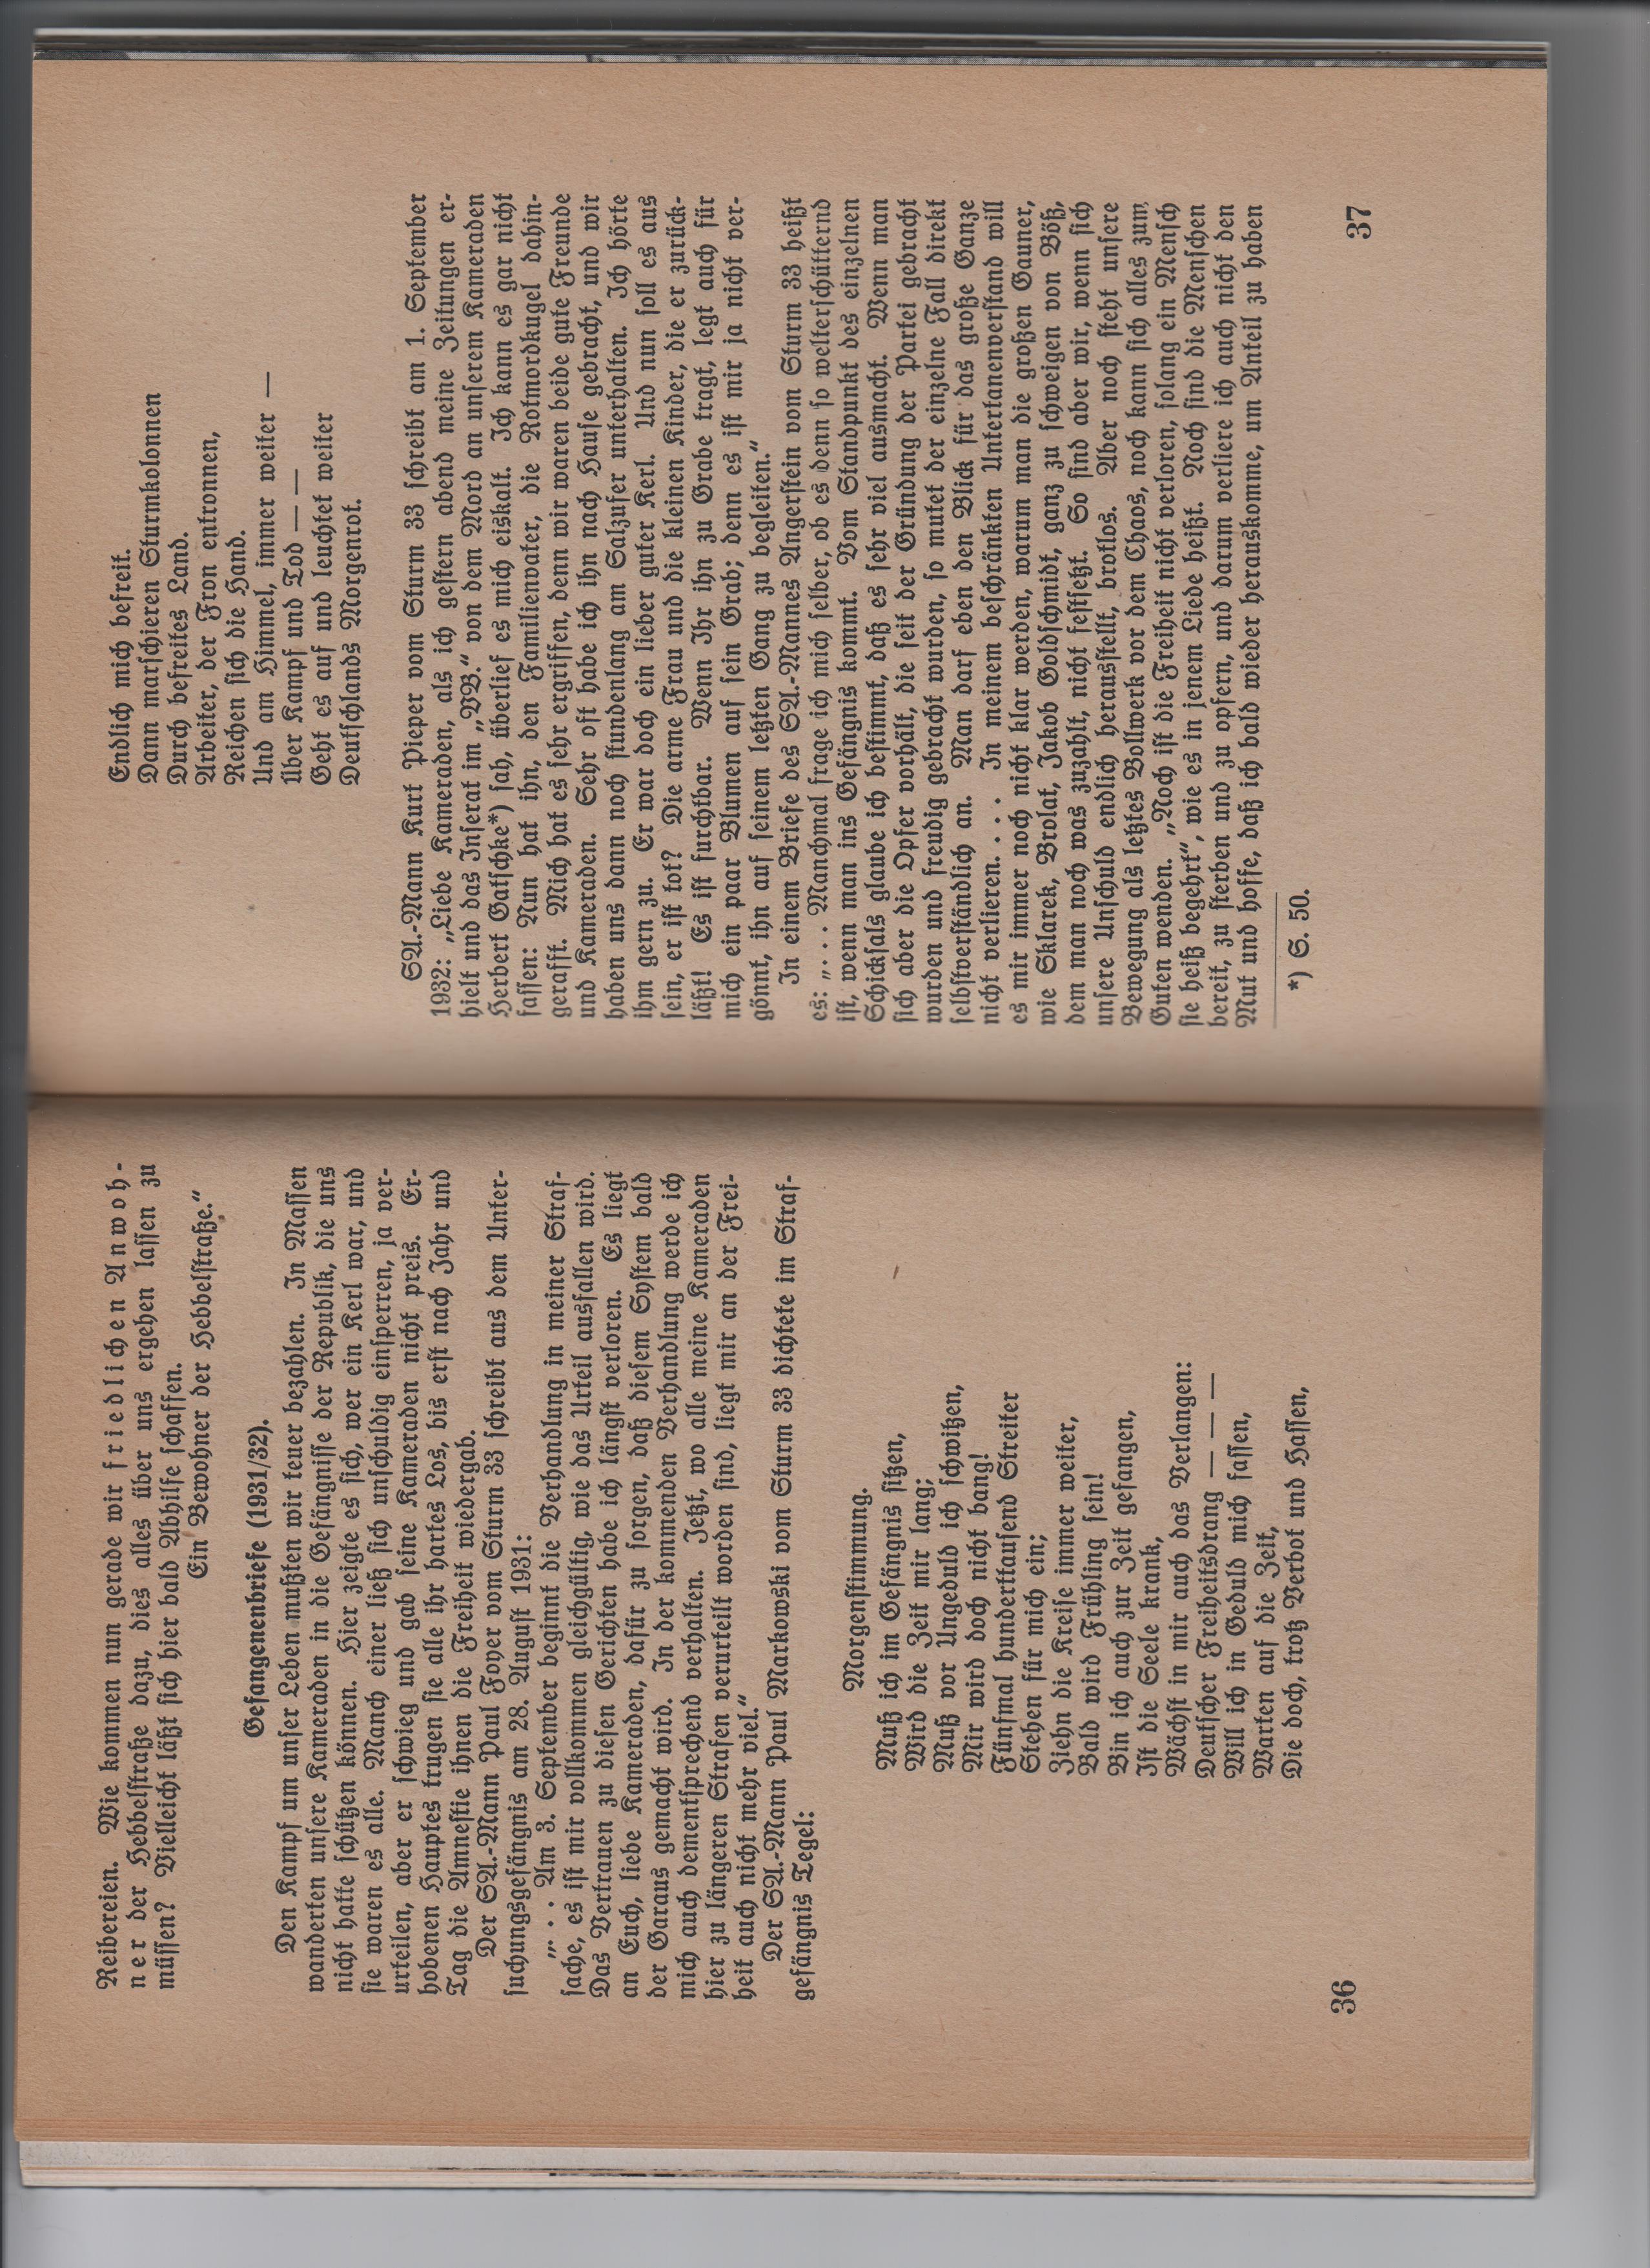 Reibereien. Wie kommen nun gerade wir friedlichen Anwoh-
ner der Hebbelstraße dazu, dies alles über uns ergehen lassen zu
müssen? Vielleicht läßt sich hier bald Abhilfe schaffen.
Ein Bewohner der Hebbelstraße.“
Gefangenenbriefe (1931/32).
Den Kampf um unser Leben mußten wir teuer bezahlen. In Massen
wanderten unsere Kameraden in die Gefängnisse der Republik, die uns
nicht hatte schützen können. Hier zeigte es sich, wer ein Kerl war, und
sie waren es alle. Manch einer ließ sich unschuldig einsperren, ja ver-
urteilen, aber er schwieg und gab seine Kameraden nicht preis. Er-
hobenen Hauptes trugen sie alle ihr hartes Los, bis erst nach Jahr und
Tag die Amnestie ihnen die Freiheit wiedergab.
Der SA.-Mann Paul Foyer vom Sturm 33 schreibt aus dem Unter-
suchungsgefängnis am 28. August 1931:
„. . . Am 3. September beginnt die Verhandlung in meiner Straf-
sache, es ist mir vollkommen gleichgültig, wie das Urteil ausfallen wird.
Das Vertrauen zu diesen Gerichten habe ich längst verloren. Es liegt
an Euch, liebe Kameraden, dafür zu sorgen, daß diesem System bald
der Garaus gemacht wird. In der kommenden Verhandlung werde ich
mich auch dementsprechend verhalten. Jetzt, wo alle meine Kameraden
hier zu längeren Strafen verurteilt worden sind, liegt mir an der Frei-
heit auch nicht mehr viel.“
Der SA.-Mann Paul Markowski vom Sturm 33 dichtete im Straf-
gefängnis Tegel:
Morgenstimmung.
Muß ich im Gefängnis sitzen,
Wird die Zeit mir lang;
Muß vor Ungeduld ich schwitzen,
Mir wird doch nicht bang!
Fünfmal hunderttausend Streiter
Stehen für mich ein;
Ziehn die Kreise immer weiter,
Bald wird Frühling sein!
Bin ich auch zur Zeit gefangen,
Ist die Seele krank,
Wächst in mir auch das Verlangen:
Deutscher Freiheitsdrang — — —
Will ich in Geduld mich fassen,
Warten auf die Zeit,
Die doch, trotz Verbot und Hassen,
36
Endlich mich befreit.
Dann marschieren Sturmkolonnen
Durch befreites Land.
Arbeiter, der Fron entronnen,
Reichen sich die Hand.
Und am Himmel, immer weiter —
Über Kampf und Tod — —
Geht es auf und leuchtet weiter
Deutschlands Morgenrot.
SA.-Mann Kurt Pieper vom Sturm 33 schreibt am 1. September
1932: „Liebe Kameraden, als ich gestern abend meine Zeitungen er-
hielt und das Inserat im „VB.“ von dem Mord an unserem Kameraden
Herbert Gatschke*) sah, überlief es mich eiskalt. Ich kann es gar nicht
fassen: Nun hat ihn, den Familienvater, die Rotmordkugel dahin-
gerafft. Mich hat es sehr ergriffen, denn wir waren beide gute Freunde
und Kameraden. Sehr oft habe ich ihn nach Hause gebracht, und wir
haben uns dann noch stundenlang am Salzufer unterhalten. Ich hörte
ihm gern zu. Er war doch ein lieber guter Kerl. Und nun soll es aus
sein, er ist tot? Die arme Frau und die kleinen Kinder, die er zurück-
läßt! Es ist furchtbar. Wenn Ihr ihn zu Grabe tragt, legt auch für
mich ein paar Blumen auf sein Grab; denn es ist mir ja nicht ver-
gönnt, ihn auf seinem letzten Gang zu begleiten.“
In einem Briefe des SA.-Mannes Angerstein vom Sturm 33 heißt
es: „. . . Manchmal frage ich mich selber, ob es denn so welterschütternd
ist, wenn man ins Gefängnis kommt. Vom Standpunkt des einzelnen
Schicksals glaube ich bestimmt, daß es sehr viel ausmacht. Wenn man
sich aber die Opfer vorhält, die seit der Gründung der Partei gebracht
wurden und freudig gebracht wurden, so mutet der einzelne Fall direkt
selbstverständlich an. Man darf eben den Blick für das große Ganze
nicht verlieren. . . . In meinem beschränkten Untertanenverstand will
es mir immer noch nicht klar werden, warum man die großen Gauner,
wie Sklarek, Brolat, Jakob Goldschmidt, ganz zu schweigen von Böß,
dem man noch was zuzahlt, nicht festsetzt. So sind aber wir, wenn sich
unsere Unschuld endlich herausstellt, brotlos. Aber noch steht unsere
Bewegung als letztes Bollwerk vor dem Chaos, noch kann sich alles zum
Guten wenden. „Noch ist die Freiheit nicht verloren, solang ein Mensch
sie heiß begehrt“, wie es in jenem Liede heißt. Noch sind die Menschen
bereit, zu sterben und zu opfern, und darum verliere ich auch nicht den
Mut und hoffe, daß ich bald wieder herauskomme, um Anteil zu haben
*) S. 50.
37